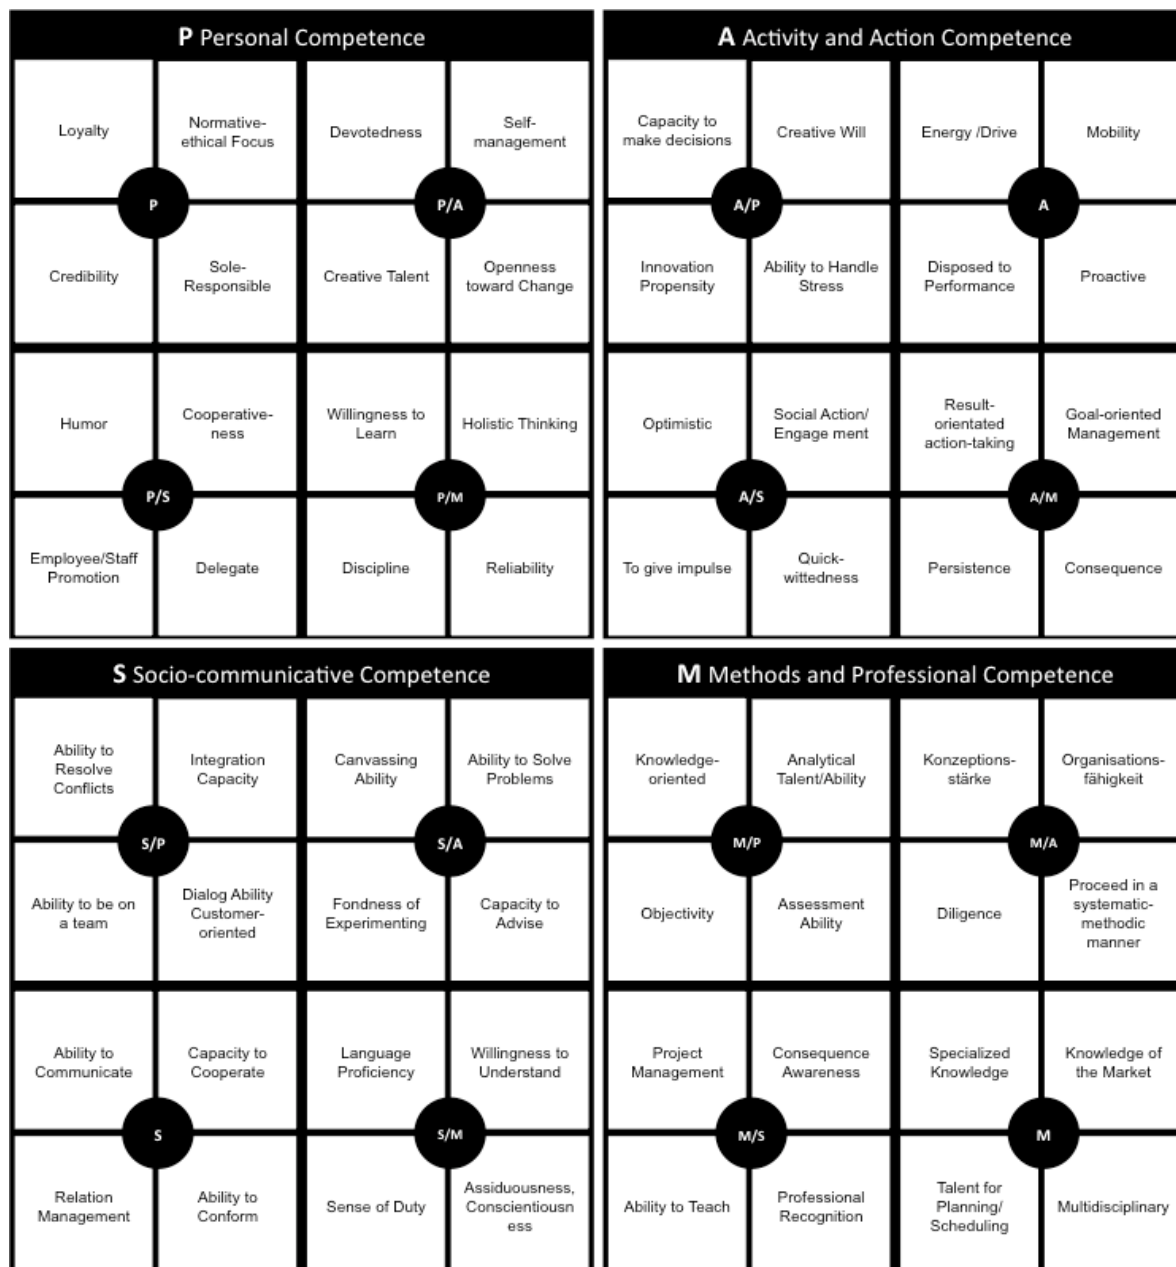 P Personal Competence
Loyalty
Normative-
ethical Focus
Devotedness
Self-
management
P
P/A
Credibility
Sole-
Responsible
Creative Talent
Openness
toward Change
Humor
Cooperative-
ness
Willingness to
Learn
Holistic Thinking
P/S
P/M
Employee/Staff
Promotion
Delegate
Discipline
Reliability
A Activity and Action Competence
Capacity to
make decisions
Creative Will
Energy /Drive
Mobility
A/P
A
Innovation
Propensity
Ability to Handle
Stress
Disposed to
Performance
Proactive
Optimistic
Social Action/
Engage ment
Result-
orientated
action-taking
Goal-oriented
Management
A/S
A/M
To give impulse
Quick-
wittedness
Persistence
Consequence
S Socio-communicative Competence
Ability to
Resolve
Conflicts
Integration
Capacity
Canvassing
Ability
Ability to Solve
Problems
S/P
S/A
Ability to be on
a team
Dialog Ability
Customer-
oriented
Fondness of
Experimenting
Capacity to
Advise
Ability to
Communicate
Capacity to
Cooperate
Language
Proficiency
Willingness to
Understand
S
S/M
Relation
Management
Ability to
Conform
Sense of Duty
Assiduousness,
Conscientiousn
ess
M Methods and Professional Competence
Knowledge-
oriented
Analytical
Talent/Ability
Konzeptions-
stärke
Organisations-
fähigkeit
M/P
M/A
Objectivity
Assessment
Ability
Diligence
Proceed in a
systematic-
methodic
manner
Project
Management
Consequence
Awareness
Specialized
Knowledge
Knowledge of
the Market
M/S
M
Ability to Teach
Professional
Recognition
Talent for
Planning/
Scheduling
Multidisciplinary